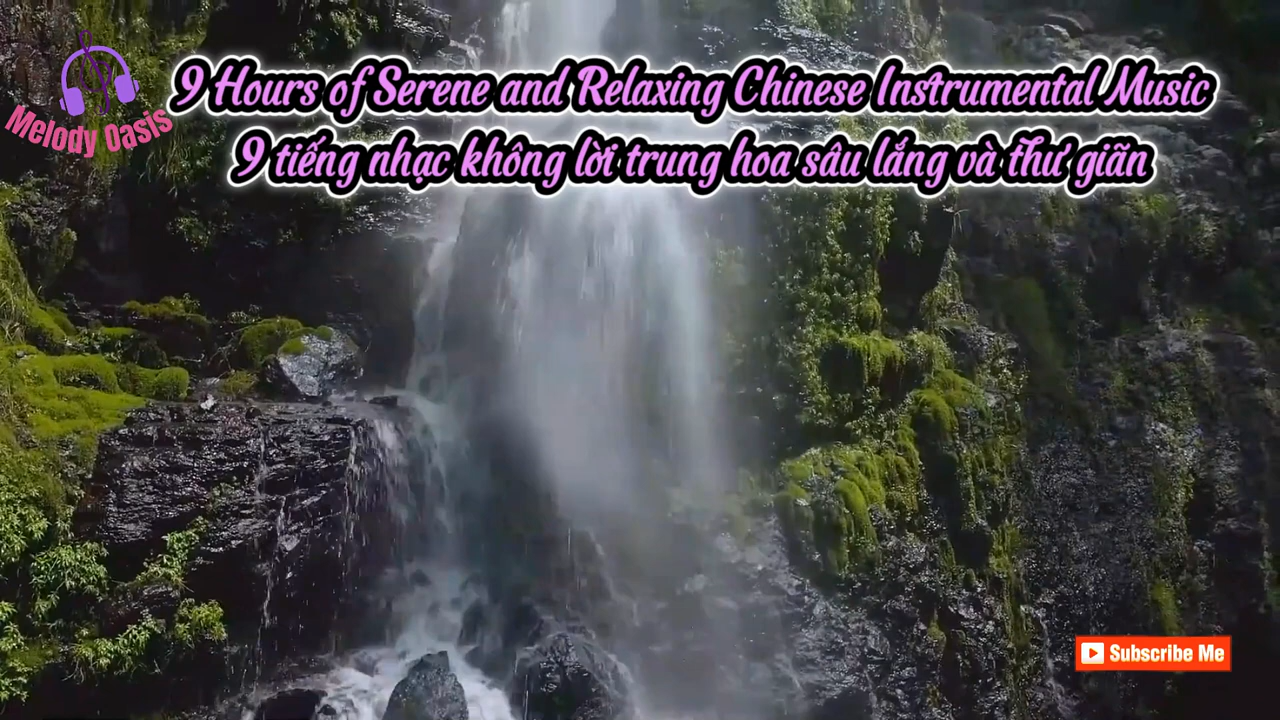 Melody Oasis
9 Hours of Serene and Relaxing Chinese Instrumental Music
9 tiếng nhạc không lời trung hoa sâu lắng và thư giãn
Subscribe Me